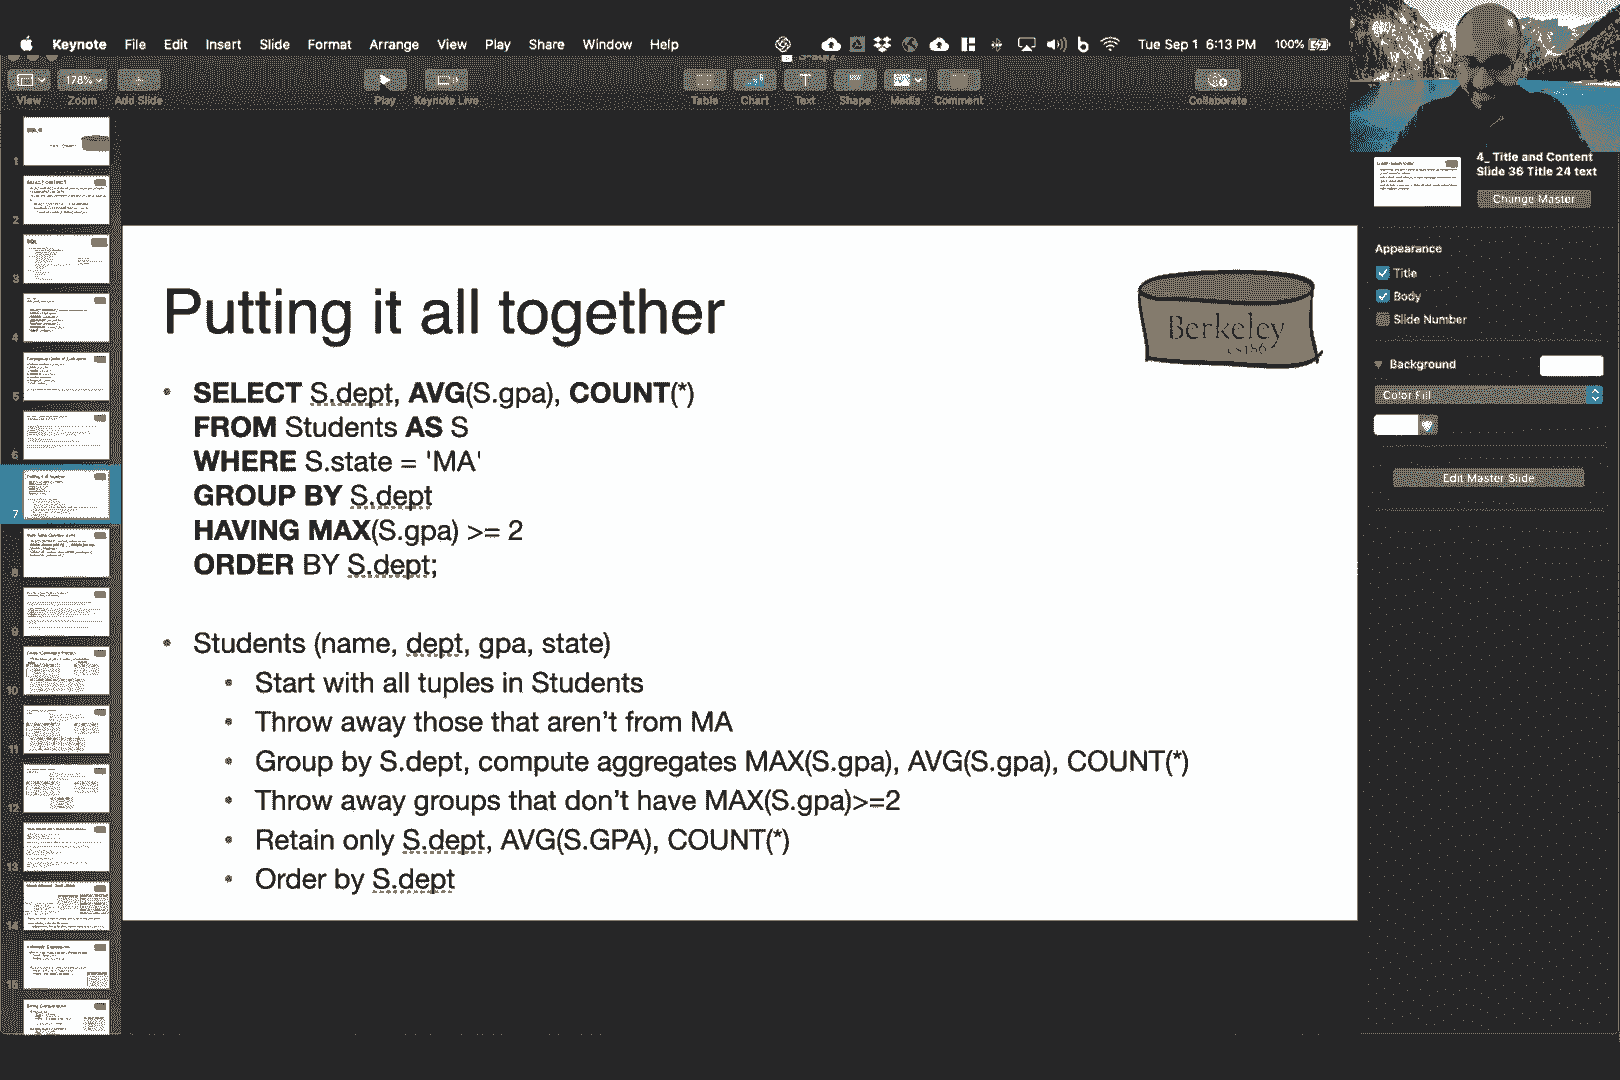 Keynote File Edit Insert Slide Format Arrange View Play Share Window Help
Tue Sep 1 6:13 PM 100%
178%
View Zoom Add Slide Play Keynote Live Table Chart Text Shape Media Comment Collaborate
4_ Title and Content
Slide 36 Title 24 text
Change Master
Appearance
Title
Body
Slide Number
Background
Color Fill
Edit Master Slide
1
2
3
4
5
6
7
8
9
10
11
12
13
14
15
Putting it all together
Berkeley
• SELECT S.dept, AVG(S.gpa), COUNT(*)
FROM Students AS S
WHERE S.state = 'MA'
GROUP BY S.dept
HAVING MAX(S.gpa) >= 2
ORDER BY S.dept;
• Students (name, dept, gpa, state)
• Start with all tuples in Students
• Throw away those that aren’t from MA
• Group by S.dept, compute aggregates MAX(S.gpa), AVG(S.gpa), COUNT(*)
• Throw away groups that don’t have MAX(S.gpa)>=2
• Retain only S.dept, AVG(S.GPA), COUNT(*)
• Order by S.dept